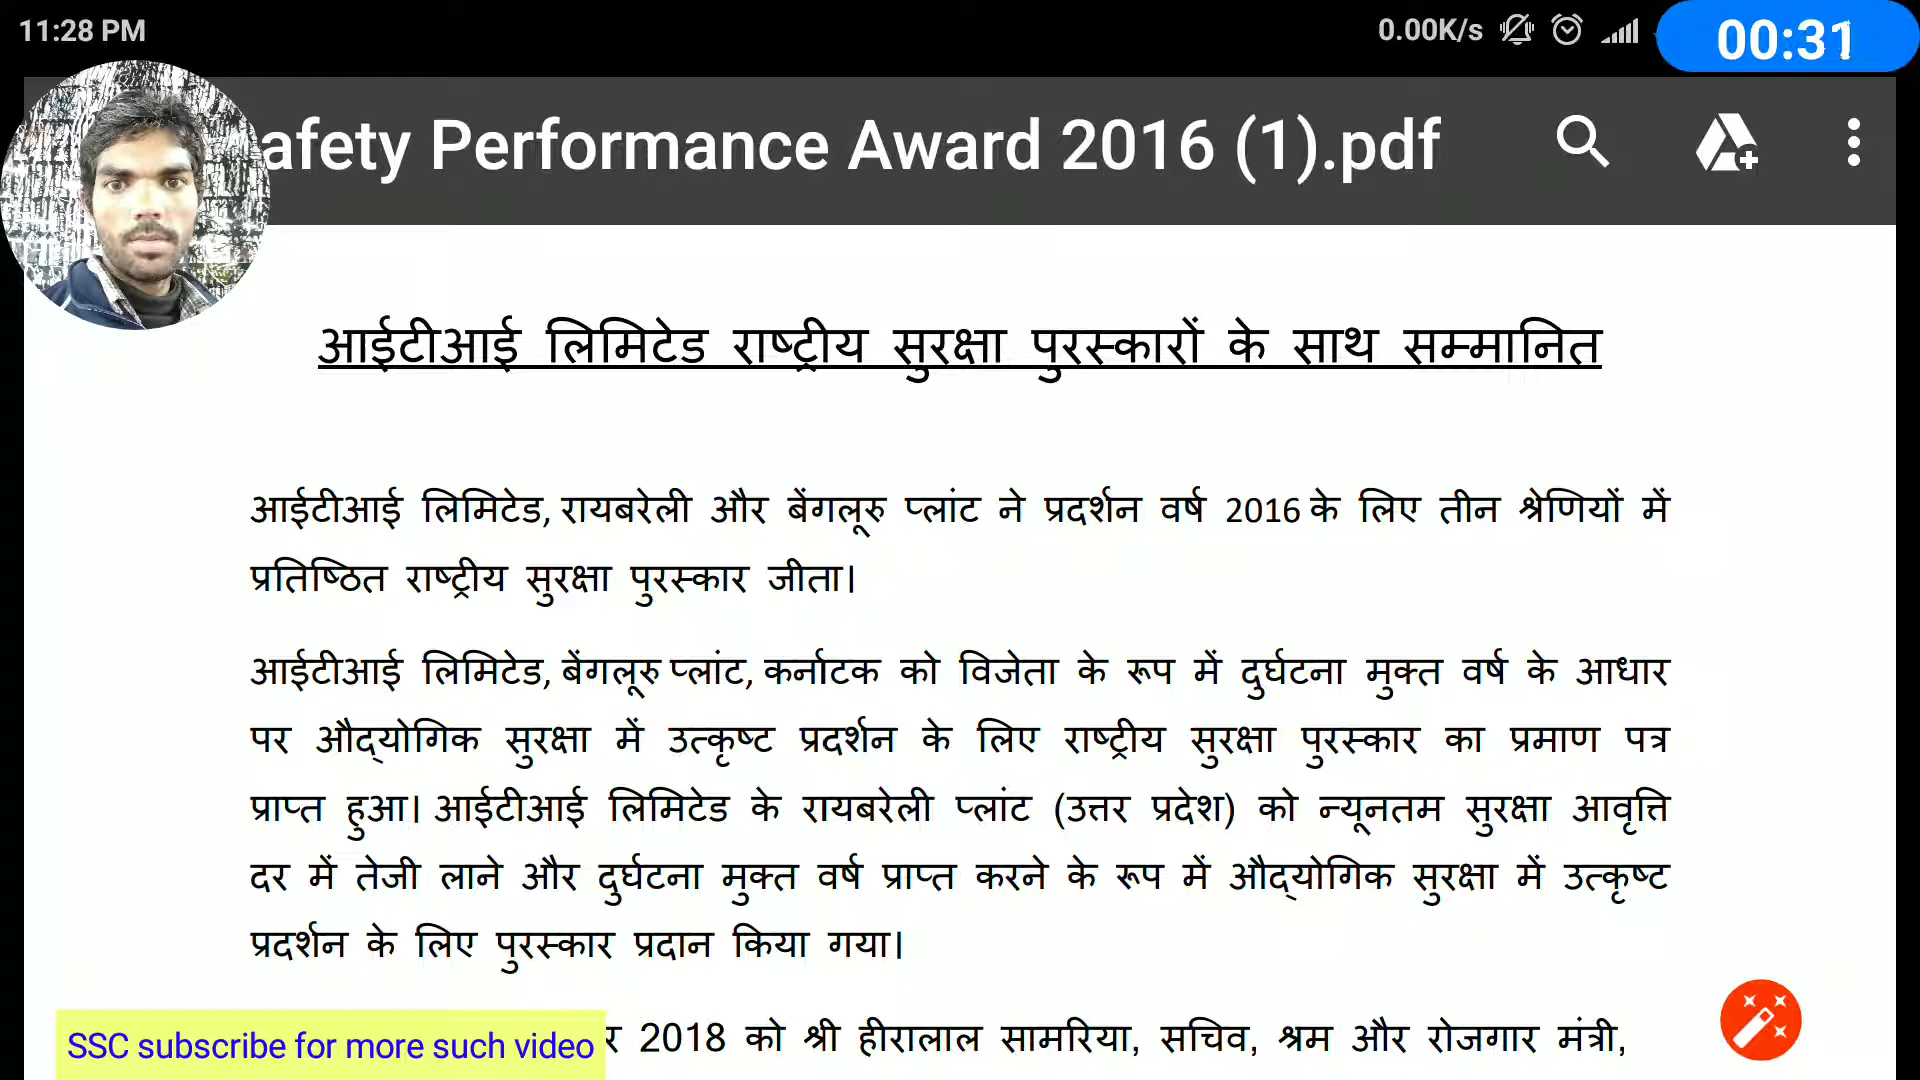 11:28 PM
0.00K/s
00:31
afety Performance Award 2016 (1).pdf
आईटीआई लिमिटेड राष्ट्रीय सुरक्षा पुरस्कारों के साथ सम्मानित
आईटीआई लिमिटेड, रायबरेली और बेंगलूरु प्लांट ने प्रदर्शन वर्ष 2016 के लिए तीन श्रेणियों में
प्रतिष्ठित राष्ट्रीय सुरक्षा पुरस्कार जीता।
आईटीआई लिमिटेड, बेंगलूरु प्लांट, कर्नाटक को विजेता के रूप में दुर्घटना मुक्त वर्ष के आधार
पर औद्योगिक सुरक्षा में उत्कृष्ट प्रदर्शन के लिए राष्ट्रीय सुरक्षा पुरस्कार का प्रमाण पत्र
प्राप्त हुआ। आईटीआई लिमिटेड के रायबरेली प्लांट (उत्तर प्रदेश) को न्यूनतम सुरक्षा आवृत्ति
दर में तेजी लाने और दुर्घटना मुक्त वर्ष प्राप्त करने के रूप में औद्योगिक सुरक्षा में उत्कृष्ट
प्रदर्शन के लिए पुरस्कार प्रदान किया गया।
SSC subscribe for more such video
र 2018 को श्री हीरालाल सामरिया, सचिव, श्रम और रोजगार मंत्री,